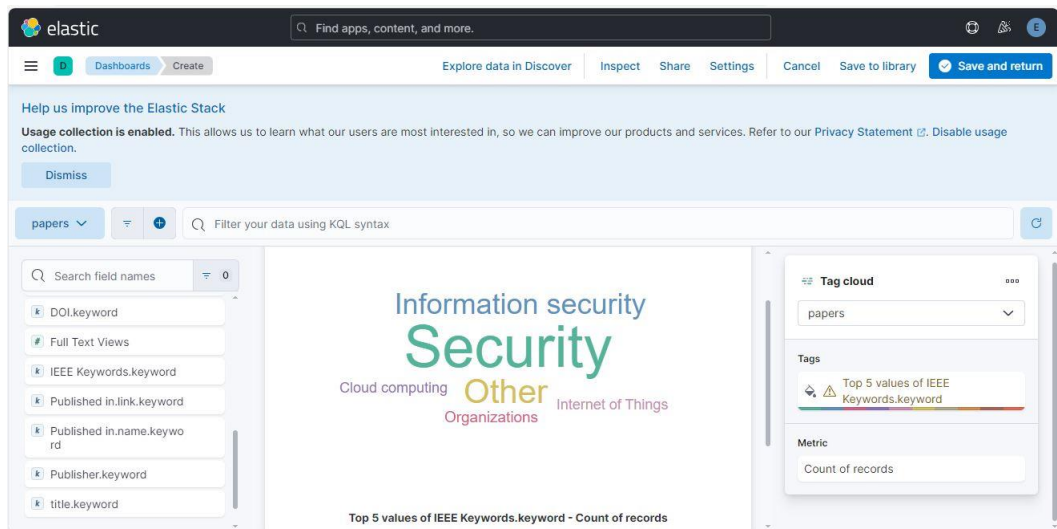 elastic
Find apps, content, and more.
E
D
Dashboards
Create
Explore data in Discover
Inspect
Share
Settings
Cancel
Save to library
Save and return
Help us improve the Elastic Stack
Usage collection is enabled. This allows us to learn what our users are most interested in, so we can improve our products and services. Refer to our Privacy Statement. Disable usage
collection.
Dismiss
papers
Filter your data using KQL syntax
Search field names
0
k DOI.keyword
# Full Text Views
k IEEE Keywords.keyword
k Published in.link.keyword
k Published in.name.keywo
rd
k Publisher.keyword
k title.keyword
Information security
Security
Cloud computing
Other
Internet of Things
Organizations
Top 5 values of IEEE Keywords.keyword - Count of records
Tag cloud
papers
Tags
Top 5 values of IEEE
Keywords.keyword
Metric
Count of records